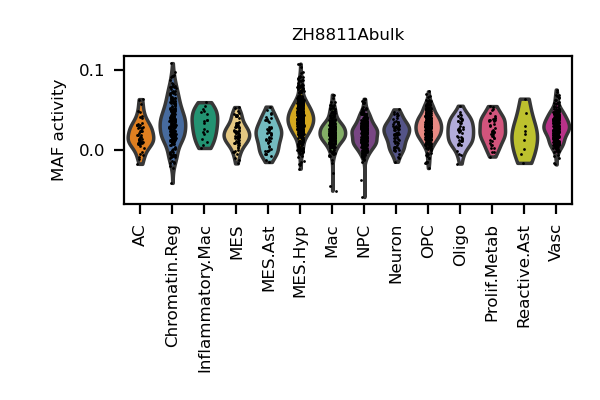 ZH8811Abulk
MAF activity
0.1
0.0
AC
Chromatin.Reg
Inflammatory.Mac
MES
MES.Ast
MES.Hyp
Mac
NPC
Neuron
OPC
Oligo
Prolif.Metab
Reactive.Ast
Vasc